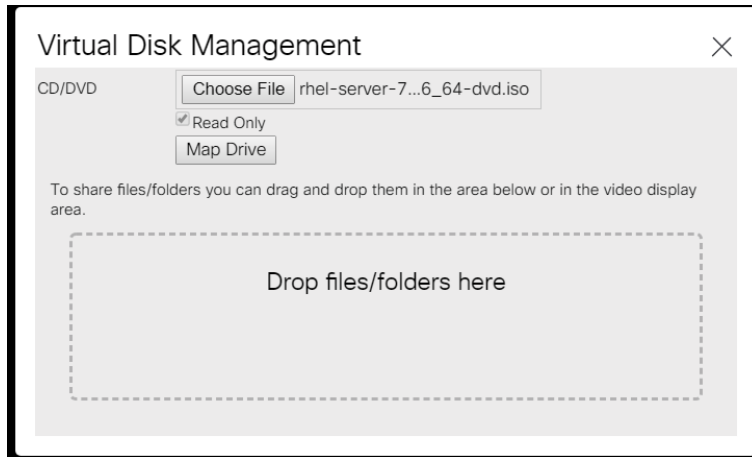 Virtual Disk Management
CD/DVD
Choose File rhel-server-7...6_64-dvd.iso
Read Only
Map Drive
To share files/folders you can drag and drop them in the area below or in the video display
area.
Drop files/folders here